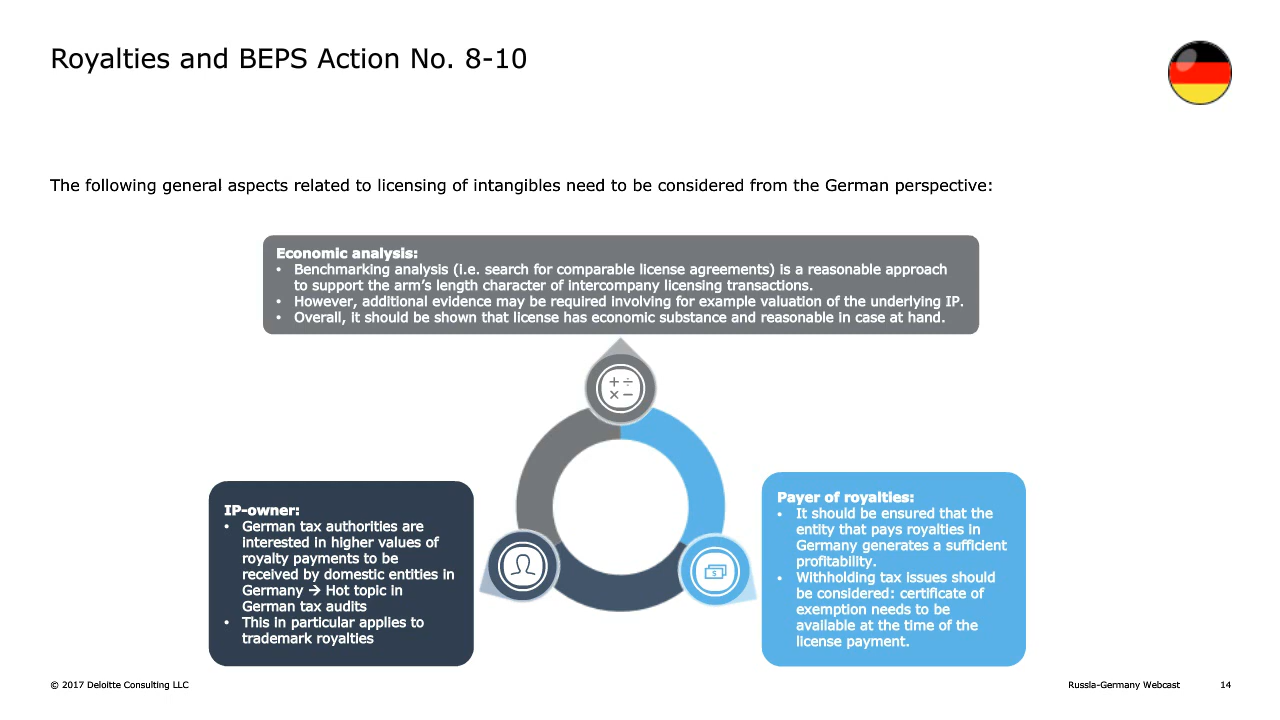 Royalties and BEPS Action No. 8-10
The following general aspects related to licensing of intangibles need to be considered from the German perspective:
Economic analysis:
• Benchmarking analysis (i.e. search for comparable license agreements) is a reasonable approach
to support the arm's length character of intercompany licensing transactions.
• However, additional evidence may be required involving for example valuation of the underlying IP.
• Overall, it should be shown that license has economic substance and reasonable in case at hand.
+ ÷
× −
IP-owner:
• German tax authorities are
interested in higher values of
royalty payments to be
received by domestic entities in
Germany → Hot topic in
German tax audits
• This in particular applies to
trademark royalties
$
Payer of royalties:
• It should be ensured that the
entity that pays royalties in
Germany generates a sufficient
profitability.
• Withholding tax issues should
be considered: certificate of
exemption needs to be
available at the time of the
license payment.
© 2017 Deloitte Consulting LLC
Russla-Germany Webcast
14